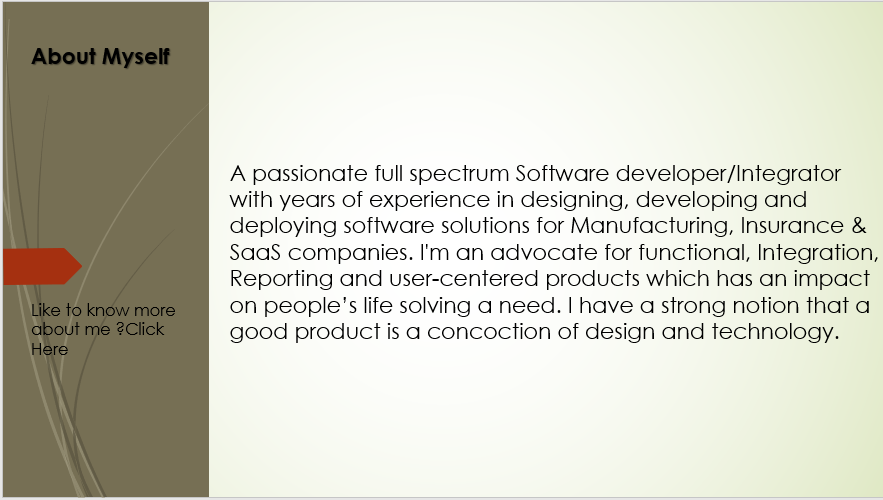 About Myself
A passionate full spectrum Software developer/Integrator
with years of experience in designing, developing and
deploying software solutions for Manufacturing, Insurance &
SaaS companies. I'm an advocate for functional, Integration,
Reporting and user-centered products which has an impact
on people’s life solving a need. I have a strong notion that a
good product is a concoction of design and technology.
Like to know more
about me ?Click
Here